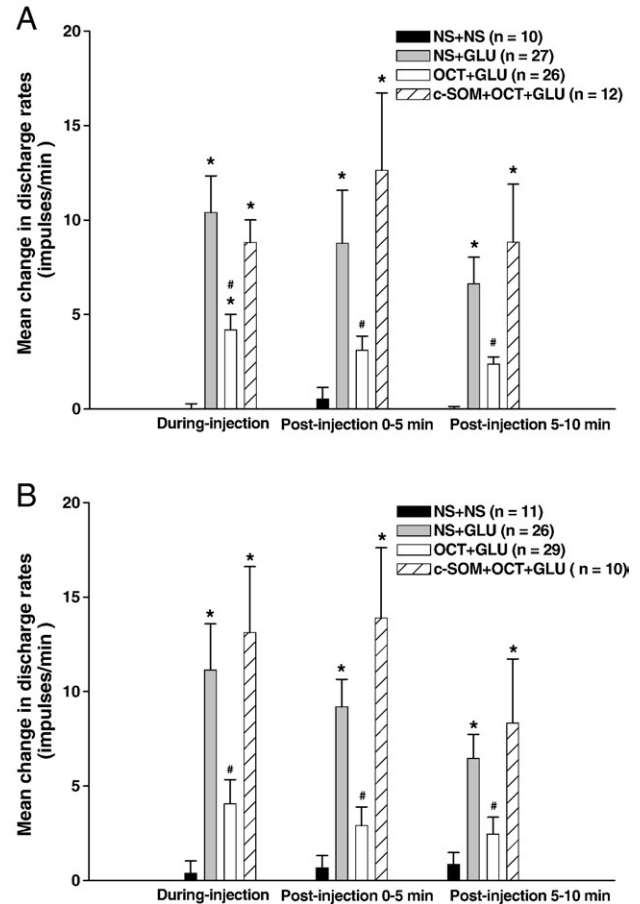 A
20
15
10
5
0
Mean change in discharge rates
(impulses/min)
NS+NS (n = 10)
NS+GLU (n = 27)
OCT+GLU (n = 26)
c-SOM+OCT+GLU (n = 12)
*
#
*
*
*
#
*
*
#
*
During-injection
Post-injection 0-5 min
Post-injection 5-10 min
B
20
15
10
5
0
Mean change in discharge rates
(impulses/min )
NS+NS (n = 11)
NS+GLU (n = 26)
OCT+GLU (n = 29)
c-SOM+OCT+GLU ( n = 10)
*
#
*
*
#
*
*
#
*
During-injection
Post-injection 0-5 min
Post-injection 5-10 min